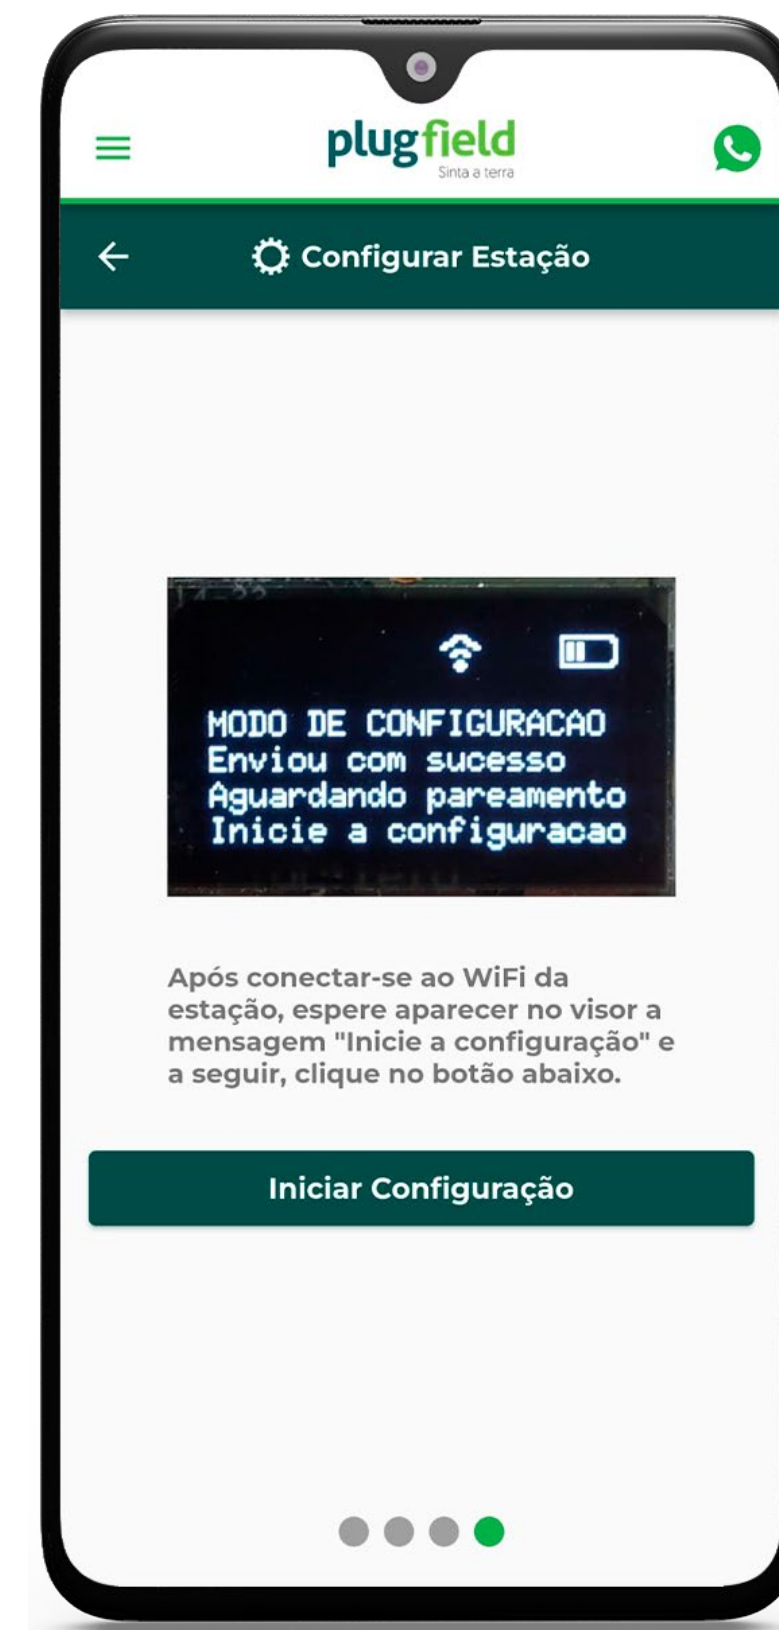 plugfield
Sinta a terra
Configurar Estação
MODO DE CONFIGURACAO
Enviou com sucesso
Aguardando pareamento
Inicie a configuracao
Após conectar-se ao WiFi da
estação, espere aparecer no visor a
mensagem "Inicie a configuração" e
a seguir, clique no botão abaixo.
Iniciar Configuração